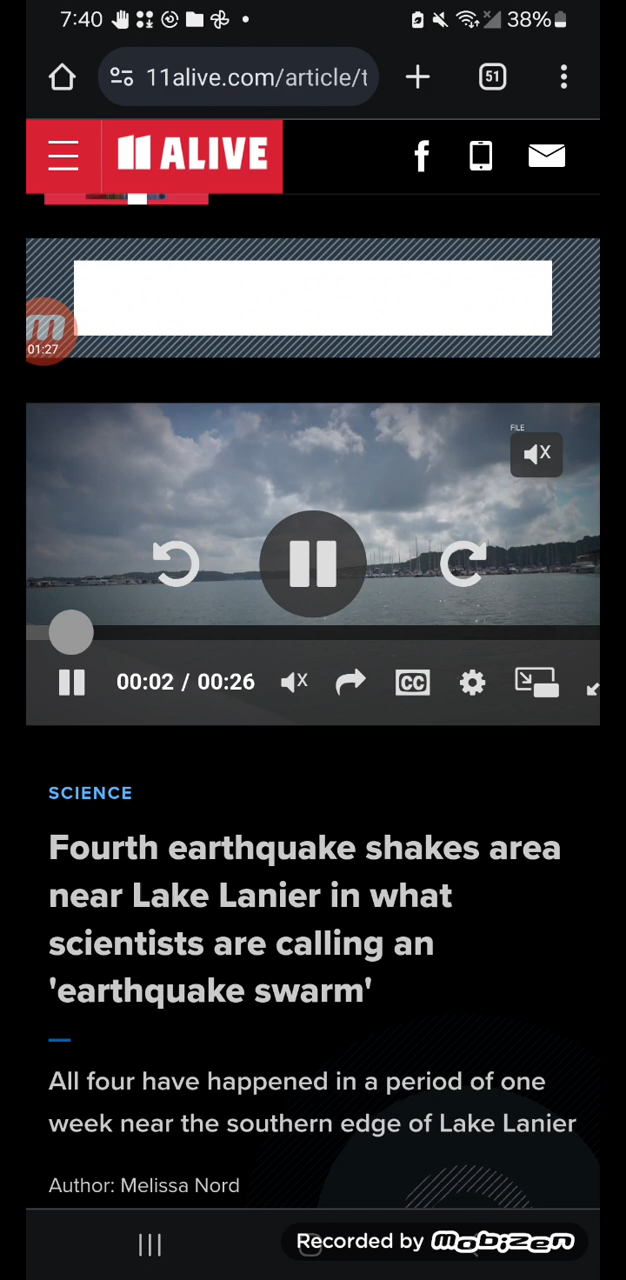 7:40
38%
11alive.com/article/t
51
11 ALIVE
01:27
FILE
00:02 / 00:26
CC
SCIENCE
Fourth earthquake shakes area
near Lake Lanier in what
scientists are calling an
'earthquake swarm'
All four have happened in a period of one
week near the southern edge of Lake Lanier
Author: Melissa Nord
Recorded by mobizen